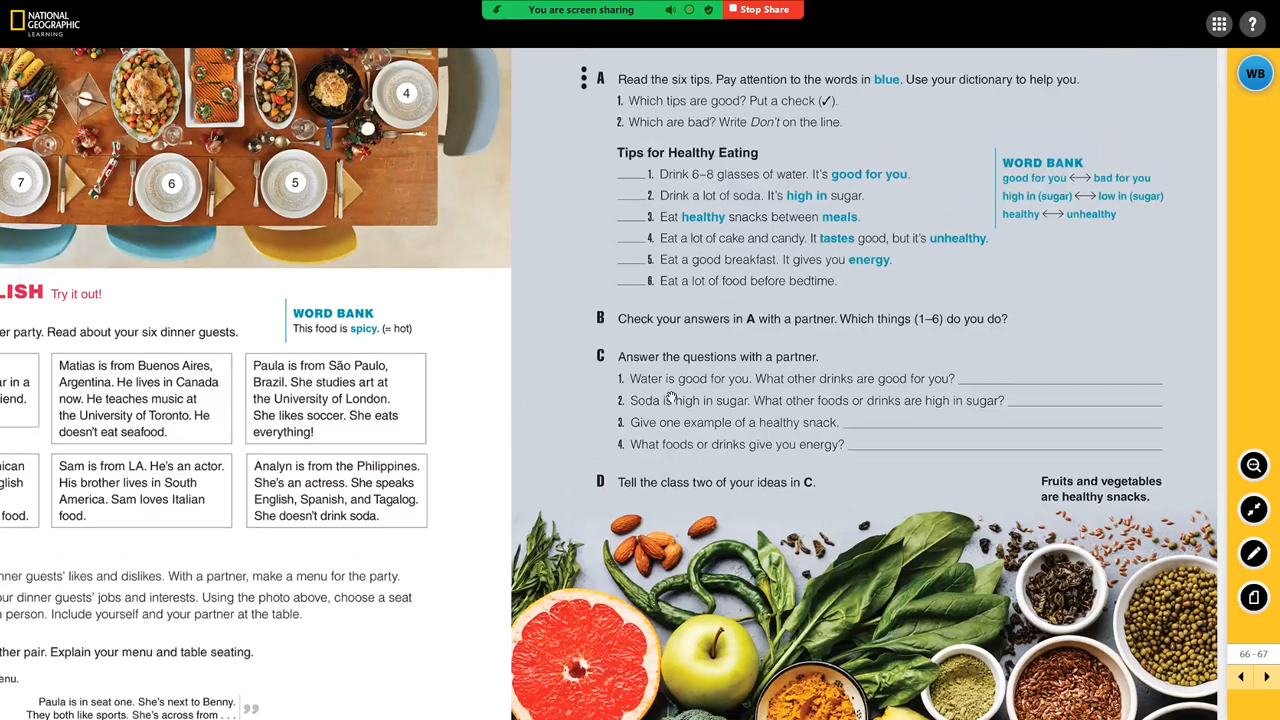 NATIONAL
GEOGRAPHIC
LEARNING
You are screen sharing
Stop Share
?
WB
4
7
6
5
LISH Try it out!
WORD BANK
This food is spicy. (= hot)
er party. Read about your six dinner guests.
ar in a
iend.
Matias is from Buenos Aires,
Argentina. He lives in Canada
now. He teaches music at
the University of Toronto. He
doesn't eat seafood.
Paula is from São Paulo,
Brazil. She studies art at
the University of London.
She likes soccer. She eats
everything!
ican
glish
food.
Sam is from LA. He's an actor.
His brother lives in South
America. Sam loves Italian
food.
Analyn is from the Philippines.
She's an actress. She speaks
English, Spanish, and Tagalog.
She doesn't drink soda.
nner guests' likes and dislikes. With a partner, make a menu for the party.
our dinner guests' jobs and interests. Using the photo above, choose a seat
n person. Include yourself and your partner at the table.
ther pair. Explain your menu and table seating.
enu.
Paula is in seat one. She's next to Benny.
They both like sports. She's across from . . .
A Read the six tips. Pay attention to the words in blue. Use your dictionary to help you.
1. Which tips are good? Put a check (✓).
2. Which are bad? Write Don't on the line.
Tips for Healthy Eating
_____ 1. Drink 6–8 glasses of water. It's good for you.
_____ 2. Drink a lot of soda. It's high in sugar.
_____ 3. Eat healthy snacks between meals.
_____ 4. Eat a lot of cake and candy. It tastes good, but it's unhealthy.
_____ 5. Eat a good breakfast. It gives you energy.
_____ 6. Eat a lot of food before bedtime.
WORD BANK
good for you ⟷ bad for you
high in (sugar) ⟷ low in (sugar)
healthy ⟷ unhealthy
B Check your answers in A with a partner. Which things (1–6) do you do?
C Answer the questions with a partner.
1. Water is good for you. What other drinks are good for you?
2. Soda is high in sugar. What other foods or drinks are high in sugar?
3. Give one example of a healthy snack.
4. What foods or drinks give you energy?
D Tell the class two of your ideas in C.
Fruits and vegetables
are healthy snacks.
66 - 67